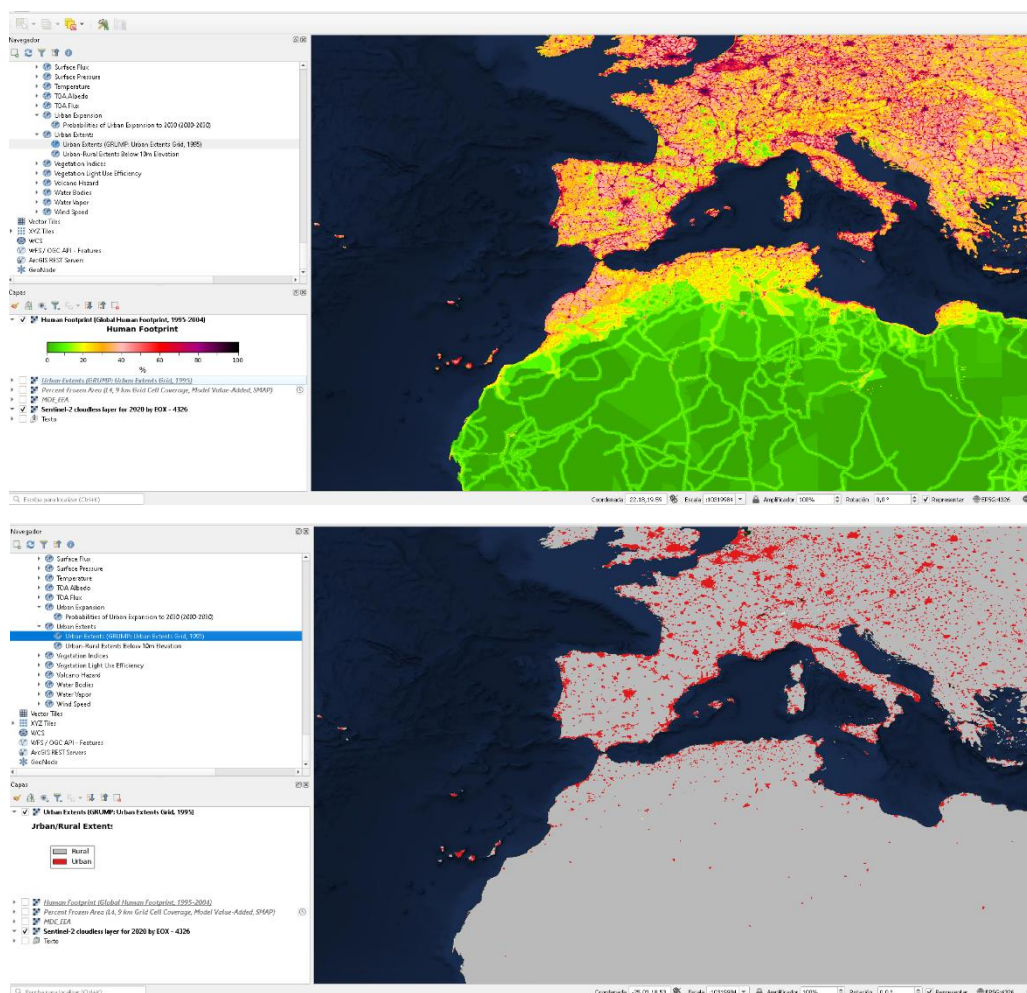 Navegador
Surface Flux
Surface Pressure
Temperature
TOA Albedo
TOA Flux
Urban Expansion
Probabilities of Urban Expansion to 2030 (2000-2030)
Urban Extents
Urban Extents (GRUMP: Urban Extents Grid, 1995)
Urban-Rural Extents Below 10m Elevation
Vegetation Indices
Vegetation Light Use Efficiency
Volcano Hazard
Water Bodies
Water Vapor
Wind Speed
Vector Tiles
XYZ Tiles
WCS
WFS / OGC API - Features
ArcGIS REST Servers
GeoNode
Capas
Human Footprint (Global Human Footprint, 1995-2004)
Human Footprint
0 20 40 60 80 100
%
Urban Extents (GRUMP: Urban Extents Grid, 1995)
Percent Frozen Area (L4, 9 km Grid Cell Coverage, Model Value-Added, SMAP)
MDE_EEA
Sentinel-2 cloudless layer for 2020 by EOX - 4326
Texto
Escriba para localizar (Ctrl+K)
Coordenada 22.18,19.59 Escala Amplificador 100% Rotación 0,0 ° Representar EPSG:4326
Navegador
Surface Flux
Surface Pressure
Temperature
TOA Albedo
TOA Flux
Urban Expansion
Probabilities of Urban Expansion to 2030 (2000-2030)
Urban Extents
Urban Extents (GRUMP: Urban Extents Grid, 1995)
Urban-Rural Extents Below 10m Elevation
Vegetation Indices
Vegetation Light Use Efficiency
Volcano Hazard
Water Bodies
Water Vapor
Wind Speed
Vector Tiles
XYZ Tiles
WCS
WFS / OGC API - Features
ArcGIS REST Servers
GeoNode
Capas
Urban Extents (GRUMP: Urban Extents Grid, 1995)
Rural
Urban
Human Footprint (Global Human Footprint, 1995-2004)
Percent Frozen Area (L4, 9 km Grid Cell Coverage, Model Value-Added, SMAP)
MDE_EEA
Sentinel-2 cloudless layer for 2020 by EOX - 4326
Texto
Coordenada Escala Amplificador 100% Rotación 0,0 ° Representar EPSG:4326